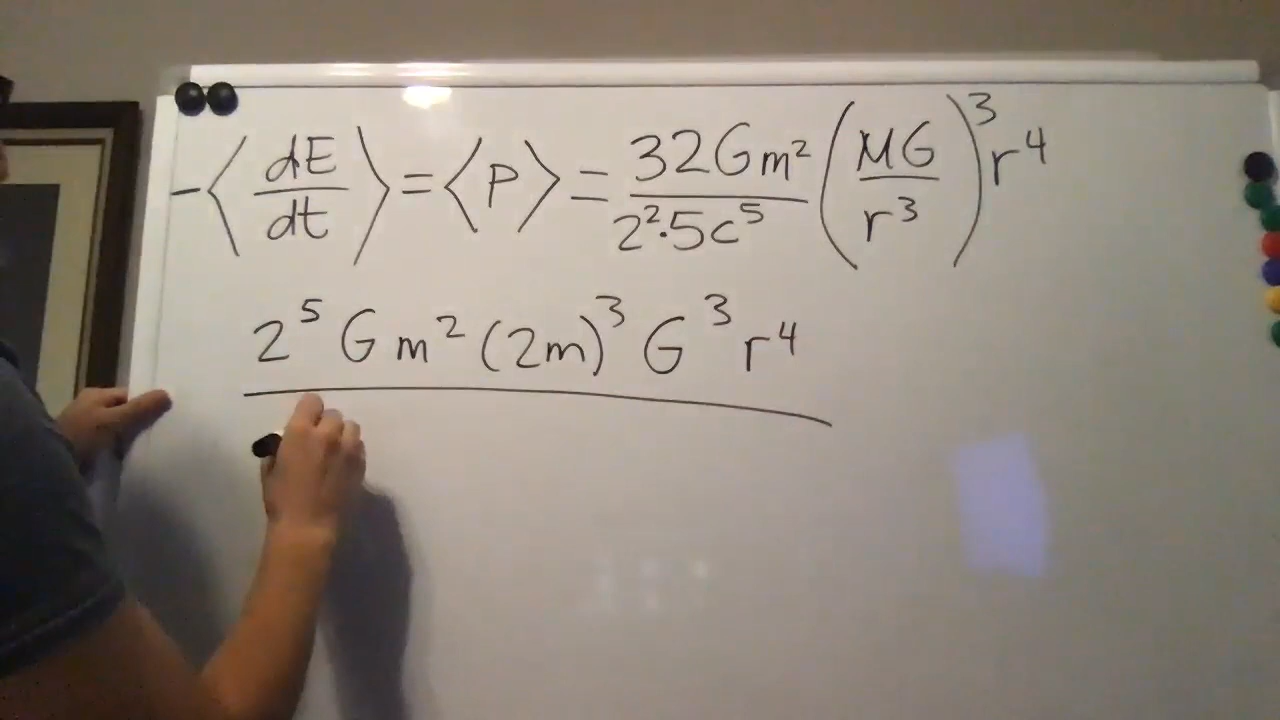 -⟨dE/dt⟩ = ⟨P⟩ = 32Gm²/2²·5c⁵ (MG/r³)³ r⁴
2⁵ G m² (2m)³ G³ r⁴